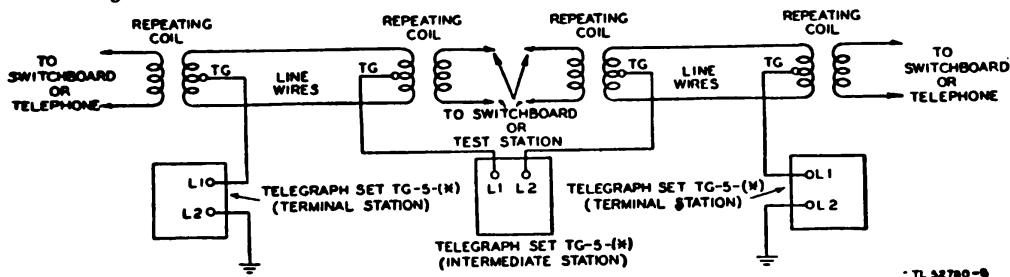 REPEATING
COIL
REPEATING
COIL
REPEATING
COIL
REPEATING
COIL
TO
SWITCHBOARD
OR
TELEPHONE
TG
LINE
WIRES
TG
TO SWITCHBOARD
OR
TEST STATION
TG
LINE
WIRES
TG
TO
SWITCHBOARD
OR
TELEPHONE
L1
L2
TELEGRAPH SET TG-5-(*)
(TERMINAL STATION)
L1 L2
TELEGRAPH SET TG-5-(*)
(INTERMEDIATE STATION)
TELEGRAPH SET TG-5-(*)
(TERMINAL STATION)
L1
L2
TL 52780-B